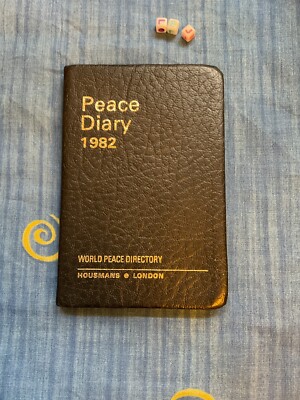 Peace
Diary
1982
WORLD PEACE DIRECTORY
HOUSMANS ● LONDON